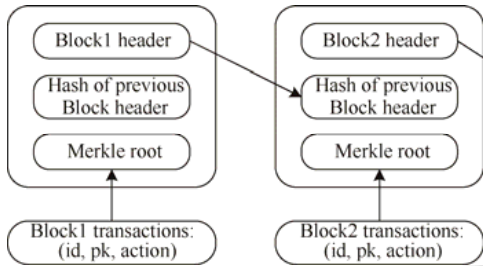 Block1 header
Hash of previous
Block header
Merkle root
Block1 transactions:
(id, pk, action)
Block2 header
Hash of previous
Block header
Merkle root
Block2 transactions:
(id, pk, action)